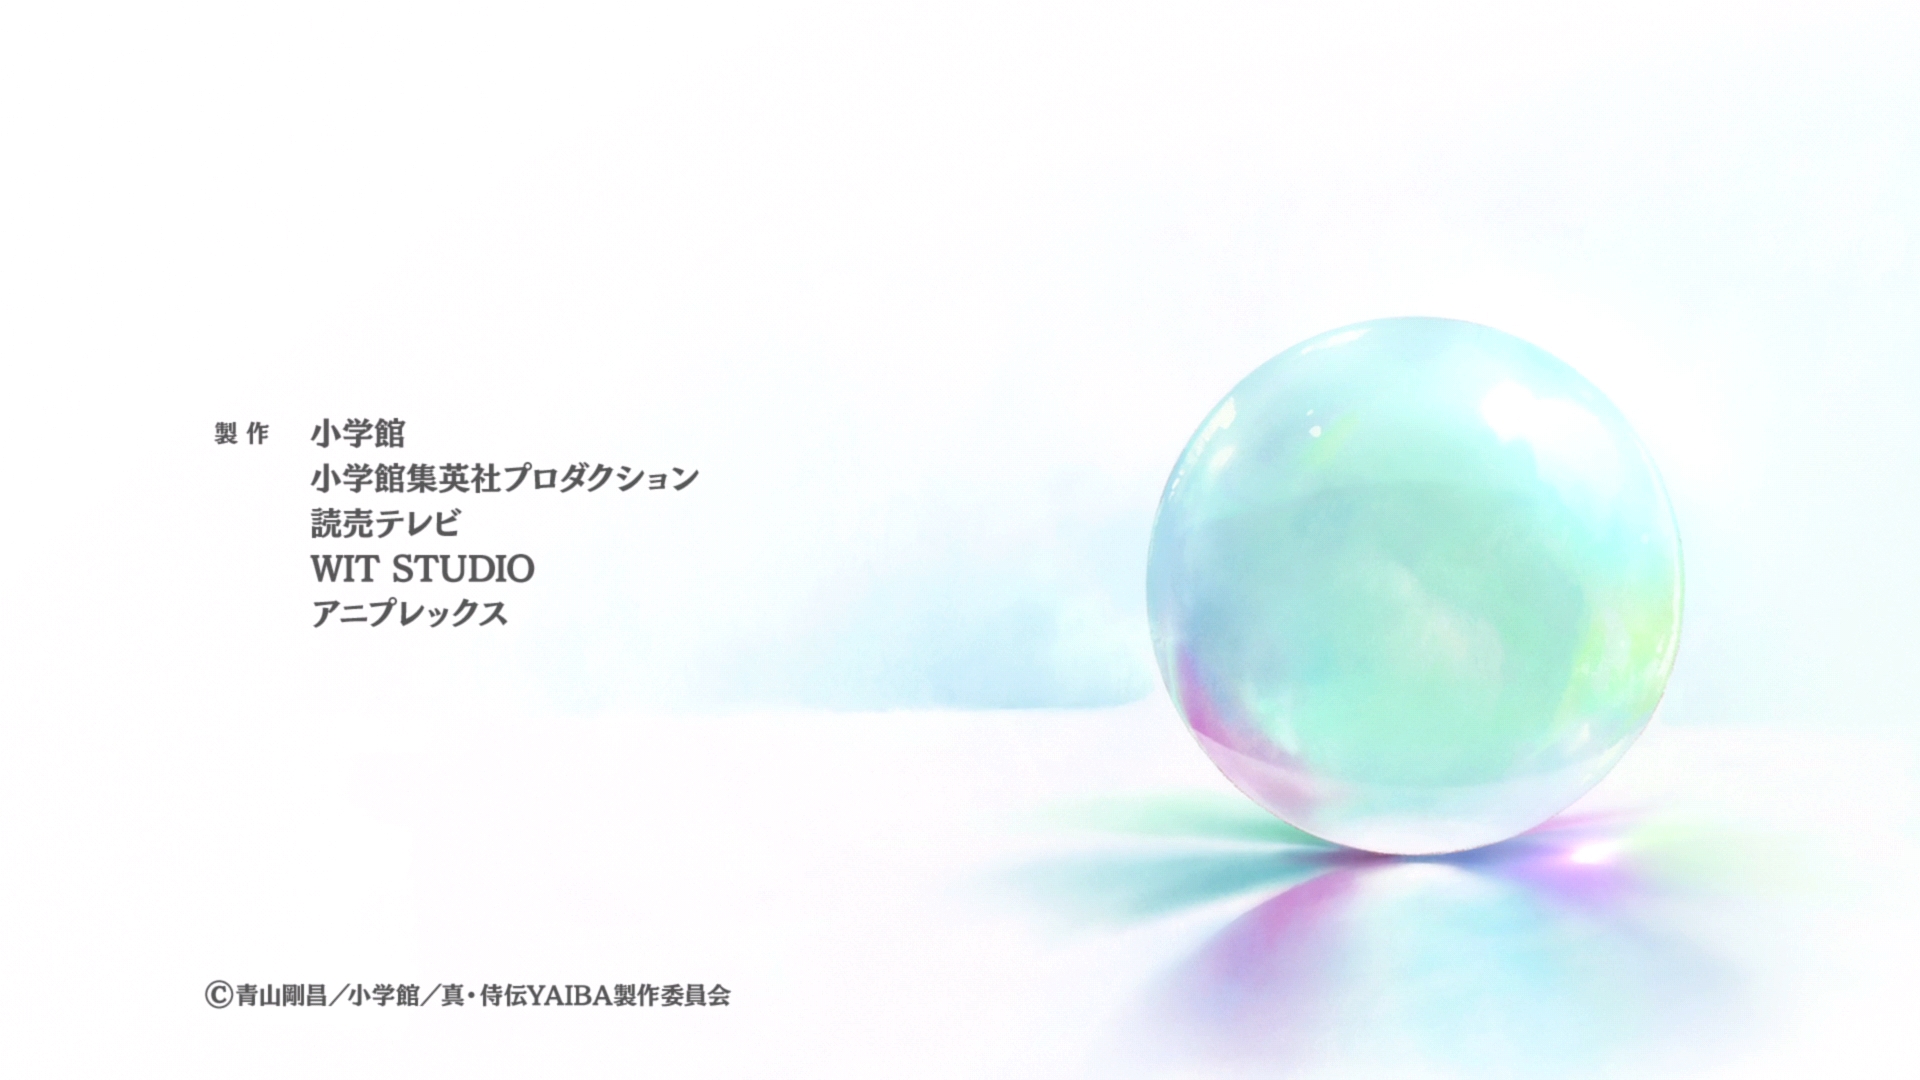 製作 小学館
小学館集英社プロダクション
読売テレビ
WIT STUDIO
アニプレックス
©青山剛昌／小学館／真・侍伝YAIBA製作委員会